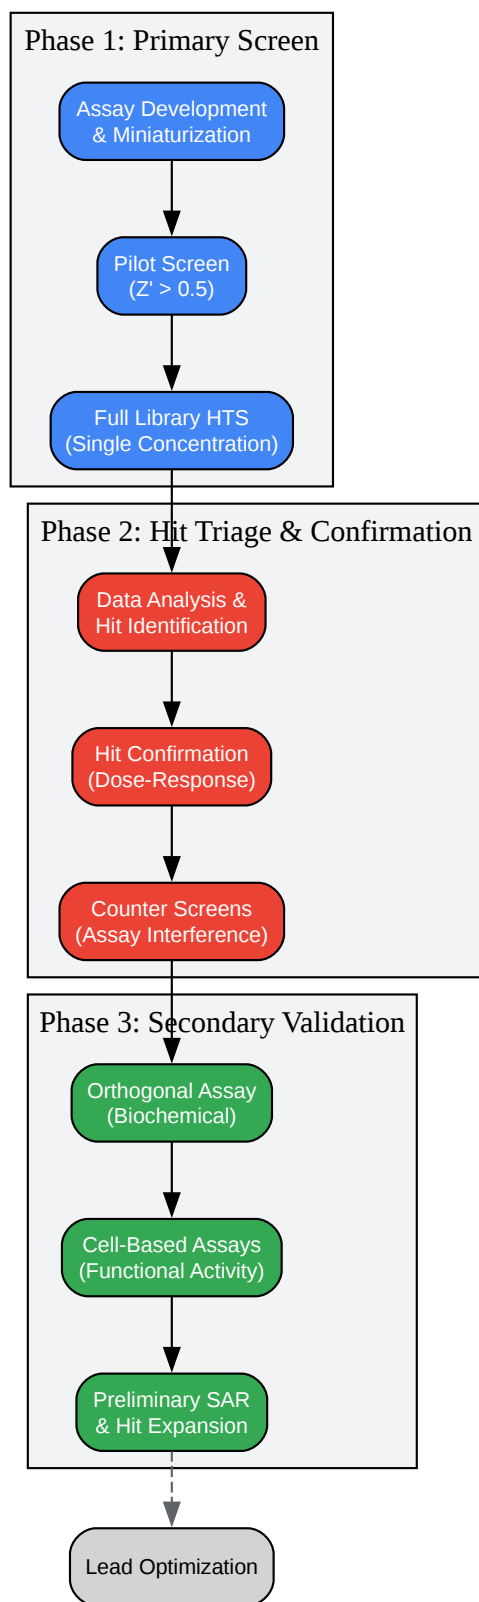 Phase 1: Primary Screen
Assay Development
& Miniaturization
Pilot Screen
(Z' > 0.5)
Full Library HTS
(Single Concentration)
Phase 2: Hit Triage & Confirmation
Data Analysis &
Hit Identification
Hit Confirmation
(Dose-Response)
Counter Screens
(Assay Interference)
Phase 3: Secondary Validation
Orthogonal Assay
(Biochemical)
Cell-Based Assays
(Functional Activity)
Preliminary SAR
& Hit Expansion
Lead Optimization